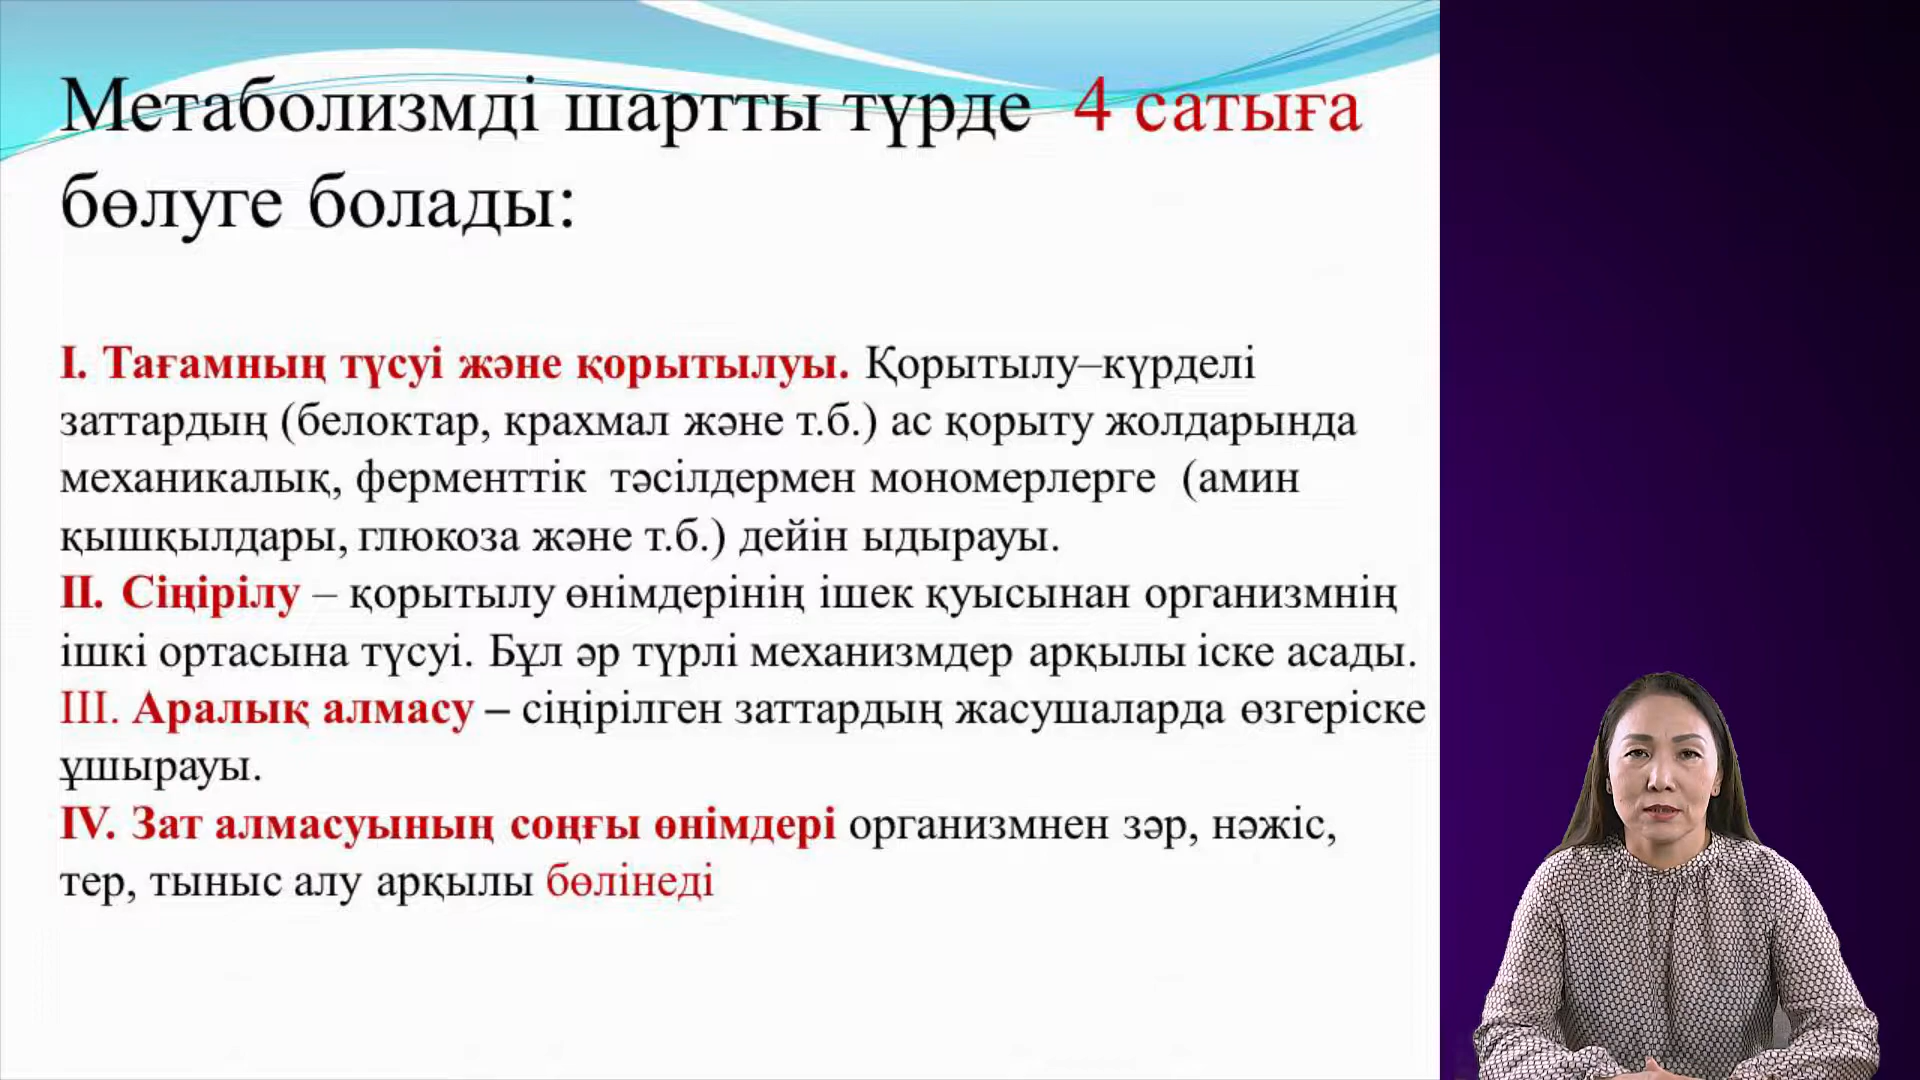 Метаболизмді шартты түрде 4 сатыға
бөлуге болады:
I. Тағамның түсуі және қорытылуы. Қорытылу–күрделі
заттардың (белоктар, крахмал және т.б.) ас қорыту жолдарында
механикалық, ферменттік тәсілдермен мономерлерге (амин
қышқылдары, глюкоза және т.б.) дейін ыдырауы.
II. Сіңірілу – қорытылу өнімдерінің ішек қуысынан организмнің
ішкі ортасына түсуі. Бұл әр түрлі механизмдер арқылы іске асады.
III. Аралық алмасу – сіңірілген заттардың жасушаларда өзгеріске
ұшырауы.
IV. Зат алмасуының соңғы өнімдері организмнен зәр, нәжіс,
тер, тыныс алу арқылы бөлінеді